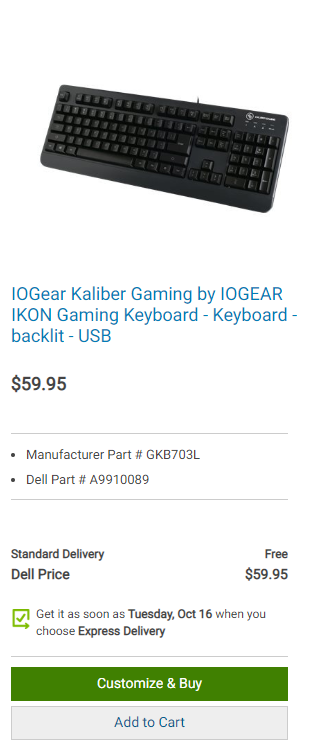 IOGear Kaliber Gaming by IOGEAR
IKON Gaming Keyboard - Keyboard -
backlit - USB
$59.95
Manufacturer Part # GKB703L
Dell Part # A9910089
Standard Delivery Free
Dell Price $59.95
Get it as soon as Tuesday, Oct 16 when you
choose Express Delivery
Customize & Buy
Add to Cart